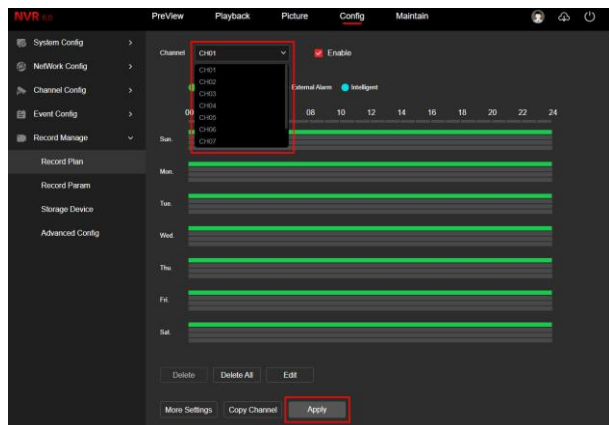 NVR 5.0 PreView Playback Picture Config Maintain
System Config
NetWork Config
Channel Config
Event Config
Record Manage
Record Plan
Record Param
Storage Device
Advanced Config
Channel CH01 Enable
CH01
CH02
CH03
CH04
CH05
CH06
CH07
External Alarm Intelligent
08 10 12 14 16 18 20 22 24
Sun.
Mon.
Tue.
Wed.
Thu.
Fri.
Sat.
Delete Delete All Edit
More Settings Copy Channel Apply